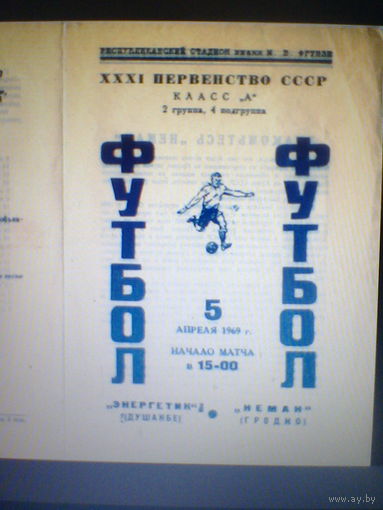 РЕСПУБЛИКАНСКИЙ СТАДИОН имени М. В. ФРУНЗЕ
XXXI ПЕРВЕНСТВО СССР
КЛАСС „А"
2 группа, 4 подгруппа
ФУТБОЛ
ФУТБОЛ
5
АПРЕЛЯ 1969 г.
НАЧАЛО МАТЧА
в 15-00
„ЭНЕРГЕТИК"
(ДУШАНБЕ)
„НЕМАН"
(ГРОДНО)
www.ay.by